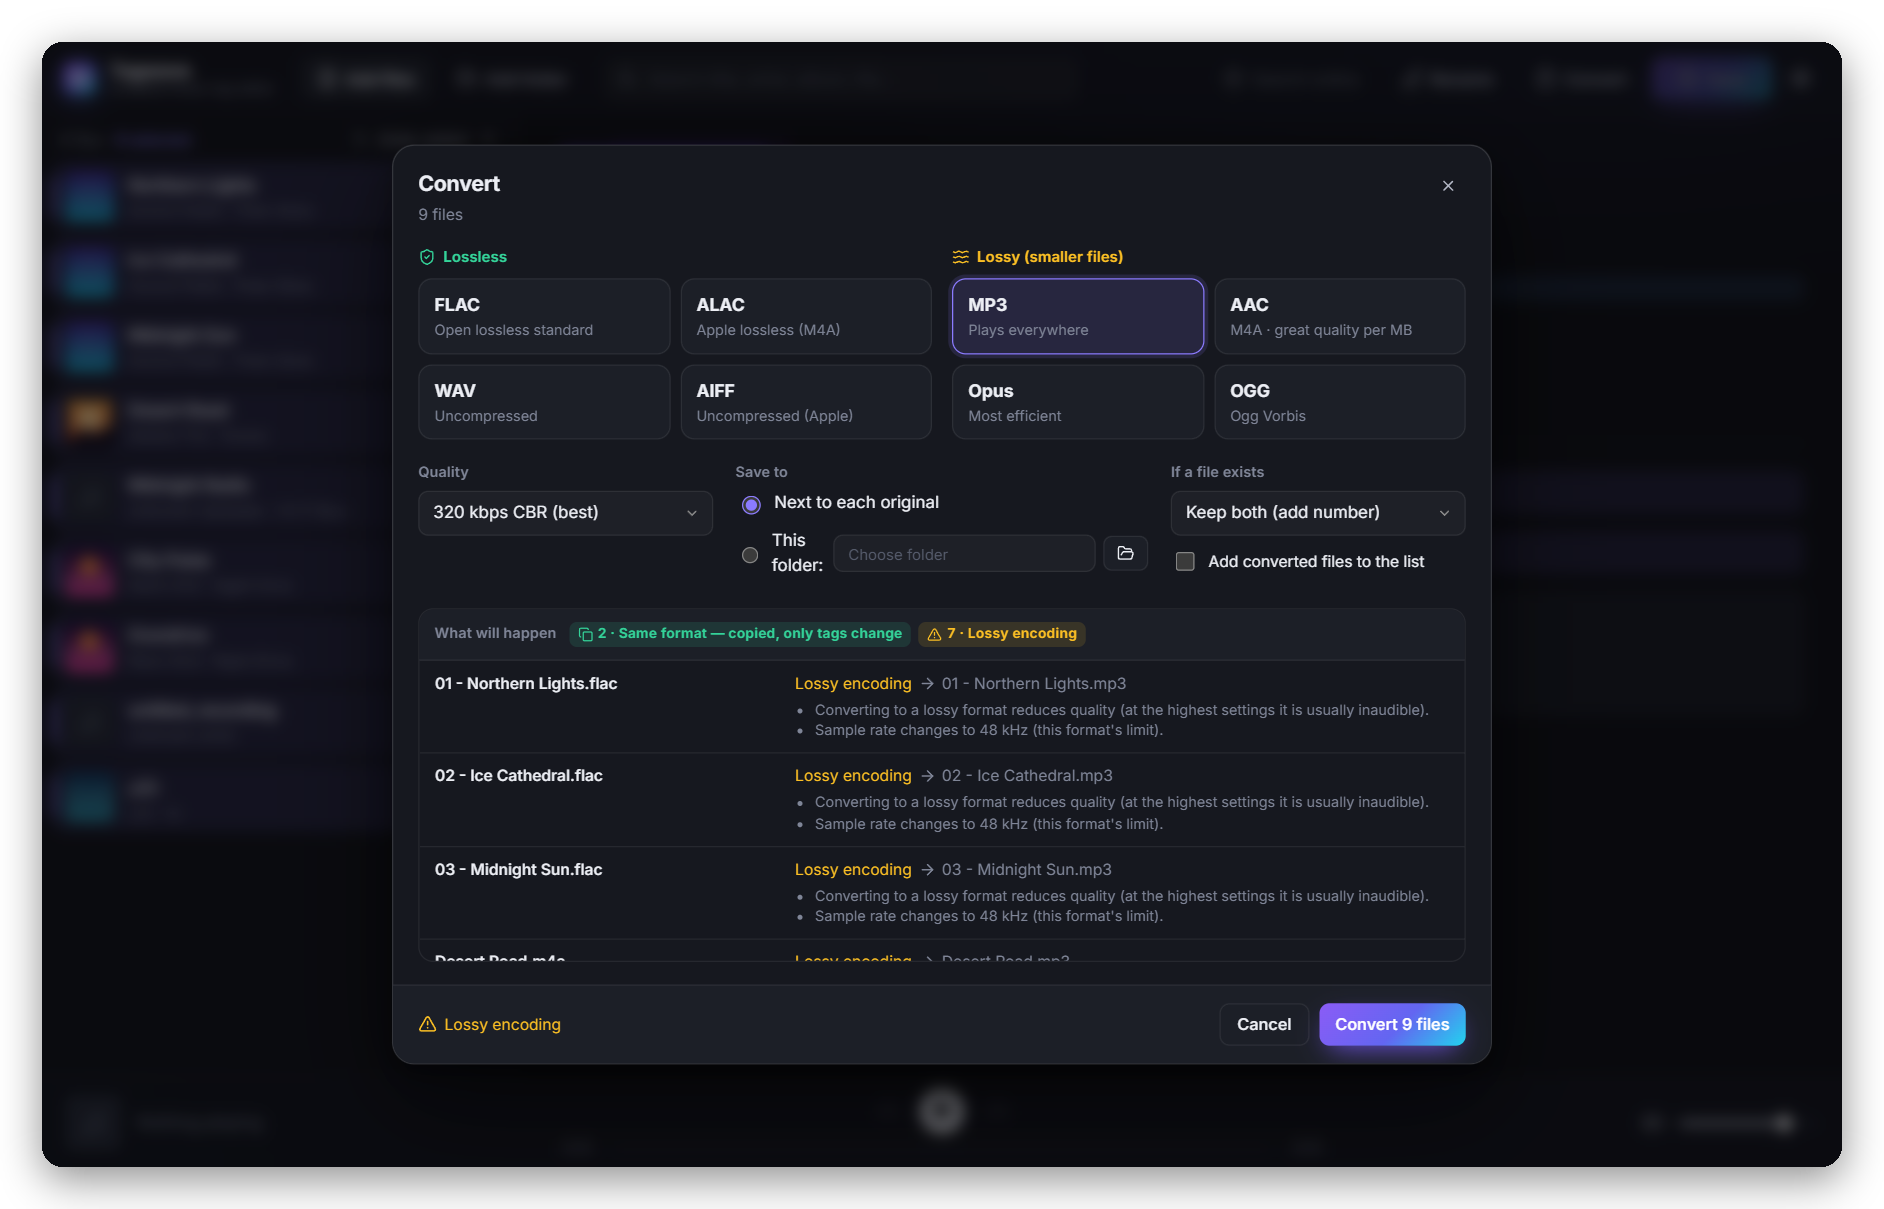 Convert
9 files
Lossless
FLAC
Open lossless standard
ALAC
Apple lossless (M4A)
WAV
Uncompressed
AIFF
Uncompressed (Apple)
Lossy (smaller files)
MP3
Plays everywhere
AAC
M4A · great quality per MB
Opus
Most efficient
OGG
Ogg Vorbis
Quality
320 kbps CBR (best)
Save to
Next to each original
This
folder:
Choose folder
If a file exists
Keep both (add number)
Add converted files to the list
What will happen
2 · Same format — copied, only tags change
7 · Lossy encoding
01 - Northern Lights.flac
Lossy encoding → 01 - Northern Lights.mp3
• Converting to a lossy format reduces quality (at the highest settings it is usually inaudible).
• Sample rate changes to 48 kHz (this format's limit).
02 - Ice Cathedral.flac
Lossy encoding → 02 - Ice Cathedral.mp3
• Converting to a lossy format reduces quality (at the highest settings it is usually inaudible).
• Sample rate changes to 48 kHz (this format's limit).
03 - Midnight Sun.flac
Lossy encoding → 03 - Midnight Sun.mp3
• Converting to a lossy format reduces quality (at the highest settings it is usually inaudible).
• Sample rate changes to 48 kHz (this format's limit).
Desert Road.m4a
Lossy encoding → Desert Road.mp3
Lossy encoding
Cancel
Convert 9 files